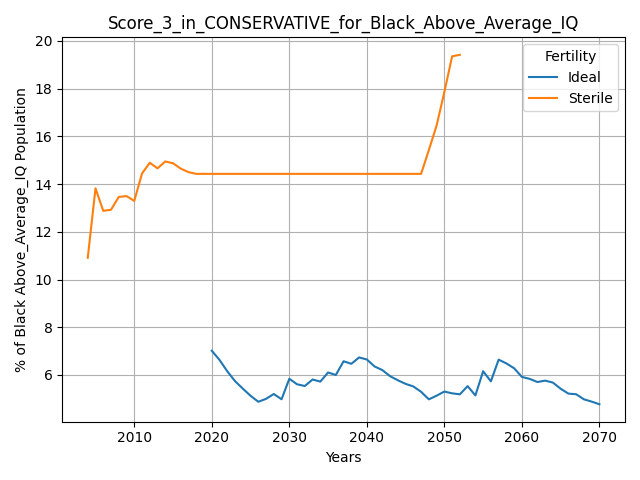 Score_3_in_CONSERVATIVE_for_Black_Above_Average_IQ
% of Black Above_Average_IQ Population
20
18
16
14
12
10
8
6
Fertility
Ideal
Sterile
2010 2020 2030 2040 2050 2060 2070
Years